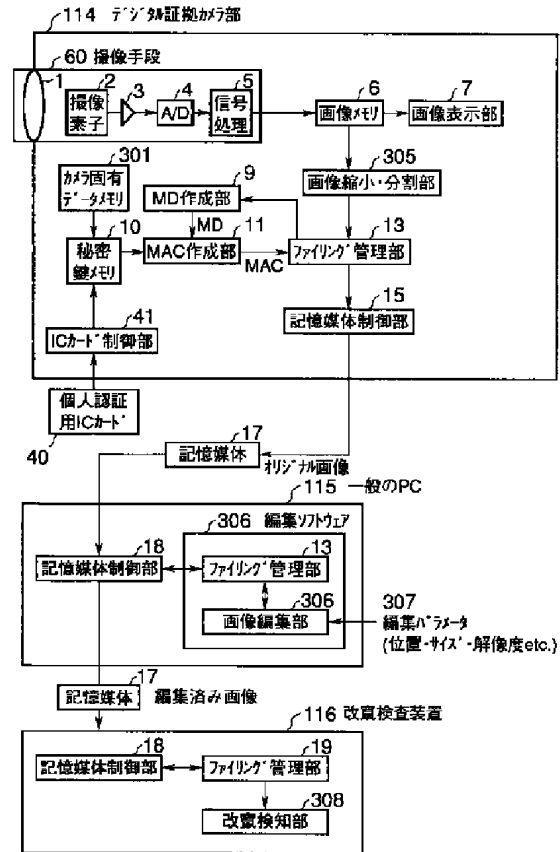 114 デジタル証拠カメラ部
60 撮像手段
1
2
3
4
5
6
7
撮像
素子
A/D
信号
処理
画像メモリ
画像表示部
301
9
305
カメラ固有
データメモリ
MD作成部
画像縮小・分割部
10
MD
11
13
秘密
鍵メモリ
MAC作成部
MAC
ファイリング管理部
41
15
ICカード制御部
記憶媒体制御部
個人認証
用ICカード
40
17
記憶媒体
オリジナル画像
115 一般のPC
306 編集ソフトウェア
18
13
記憶媒体制御部
ファイリング管理部
306
307
画像編集部
編集パラメータ
(位置・サイズ・解像度etc.)
17
記憶媒体
編集済み画像
116 改竄検査装置
18
19
記憶媒体制御部
ファイリング管理部
308
改竄検知部